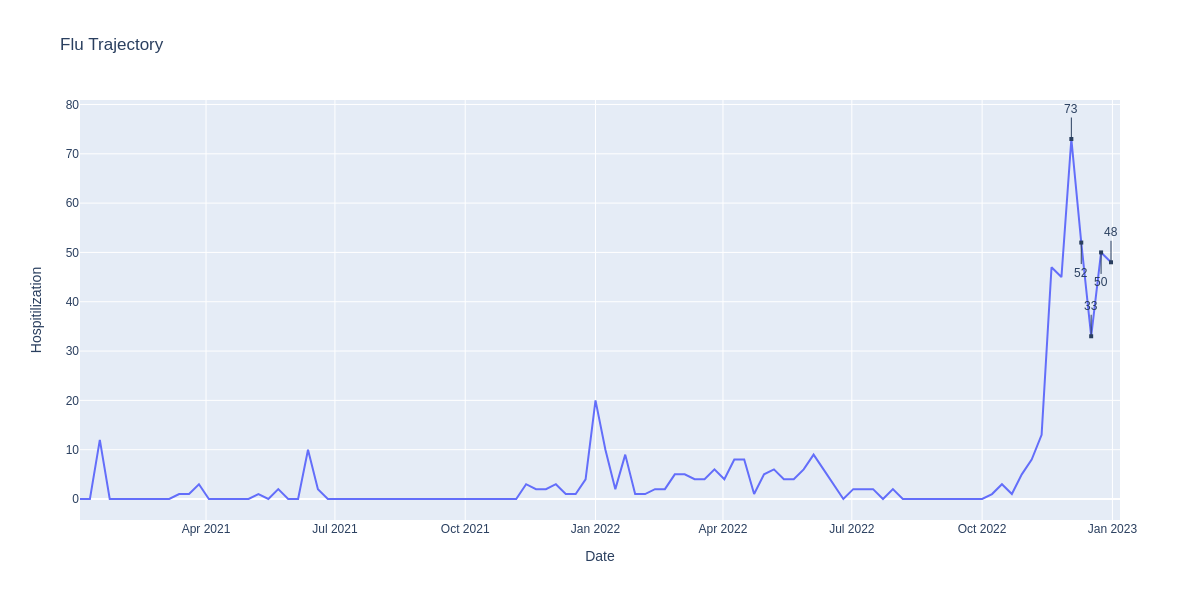 Flu Trajectory
80
70
60
50
40
30
20
10
0
Hospitilization
73
52
33
50
48
Apr 2021
Jul 2021
Oct 2021
Jan 2022
Apr 2022
Jul 2022
Oct 2022
Jan 2023
Date